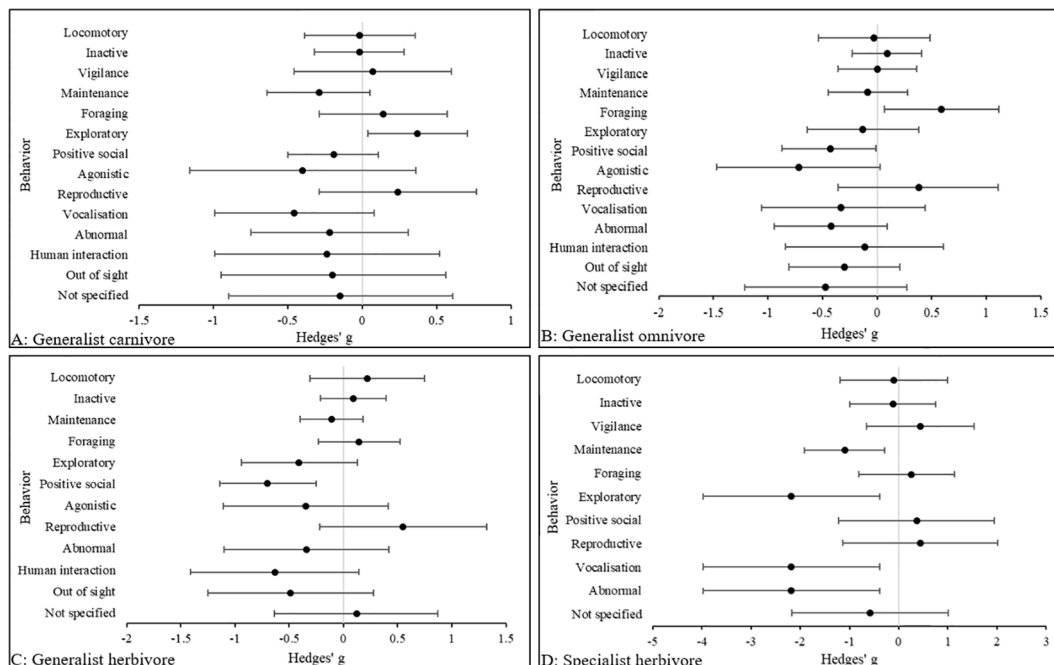 Locomotory
Inactive
Vigilance
Maintenance
Foraging
Exploratory
Positive social
Agonistic
Reproductive
Vocalisation
Abnormal
Human interaction
Out of sight
Not specified
Behavior
-1.5 -1 -0.5 0 0.5 1
Hedges' g
A: Generalist carnivore
Locomotory
Inactive
Vigilance
Maintenance
Foraging
Exploratory
Positive social
Agonistic
Reproductive
Vocalisation
Abnormal
Human interaction
Out of sight
Not specified
Behavior
-2 -1.5 -1 -0.5 0 0.5 1 1.5
Hedges' g
B: Generalist omnivore
Locomotory
Inactive
Maintenance
Foraging
Exploratory
Positive social
Agonistic
Reproductive
Abnormal
Human interaction
Out of sight
Not specified
Behavior
-2 -1.5 -1 -0.5 0 0.5 1 1.5
Hedges' g
C: Generalist herbivore
Locomotory
Inactive
Vigilance
Maintenance
Foraging
Exploratory
Positive social
Reproductive
Vocalisation
Abnormal
Not specified
Behavior
-5 -4 -3 -2 -1 0 1 2 3
Hedges' g
D: Specialist herbivore